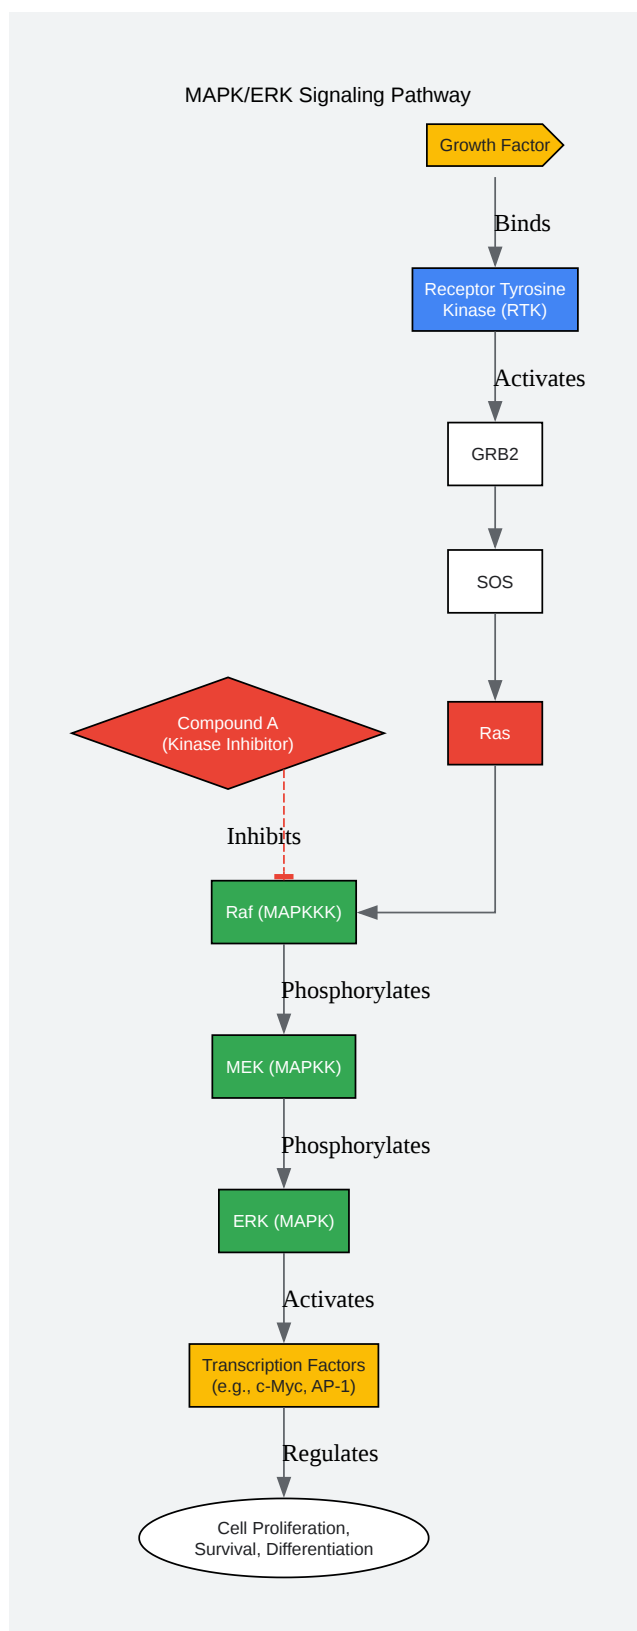 MAPK/ERK Signaling Pathway
Growth Factor
Binds
Receptor Tyrosine
Kinase (RTK)
Activates
GRB2
SOS
Compound A
(Kinase Inhibitor)
Ras
Inhibits
Raf (MAPKKK)
Phosphorylates
MEK (MAPKK)
Phosphorylates
ERK (MAPK)
Activates
Transcription Factors
(e.g., c-Myc, AP-1)
Regulates
Cell Proliferation,
Survival, Differentiation